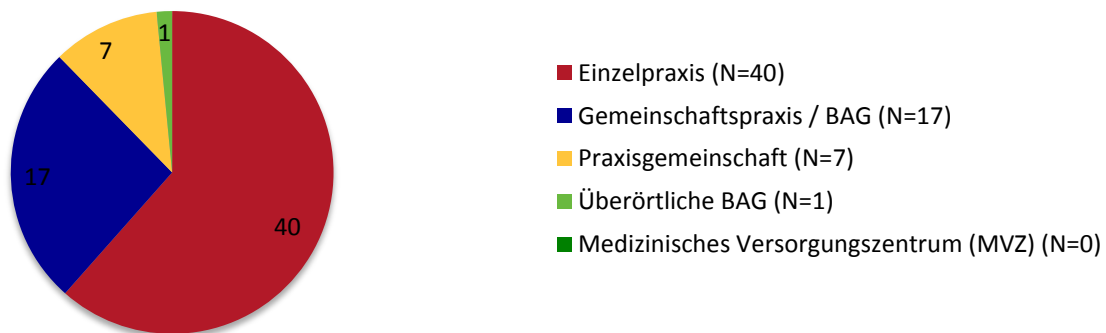 1
7
17
40
Einzelpraxis (N=40)
Gemeinschaftspraxis / BAG (N=17)
Praxisgemeinschaft (N=7)
Überörtliche BAG (N=1)
Medizinisches Versorgungszentrum (MVZ) (N=0)